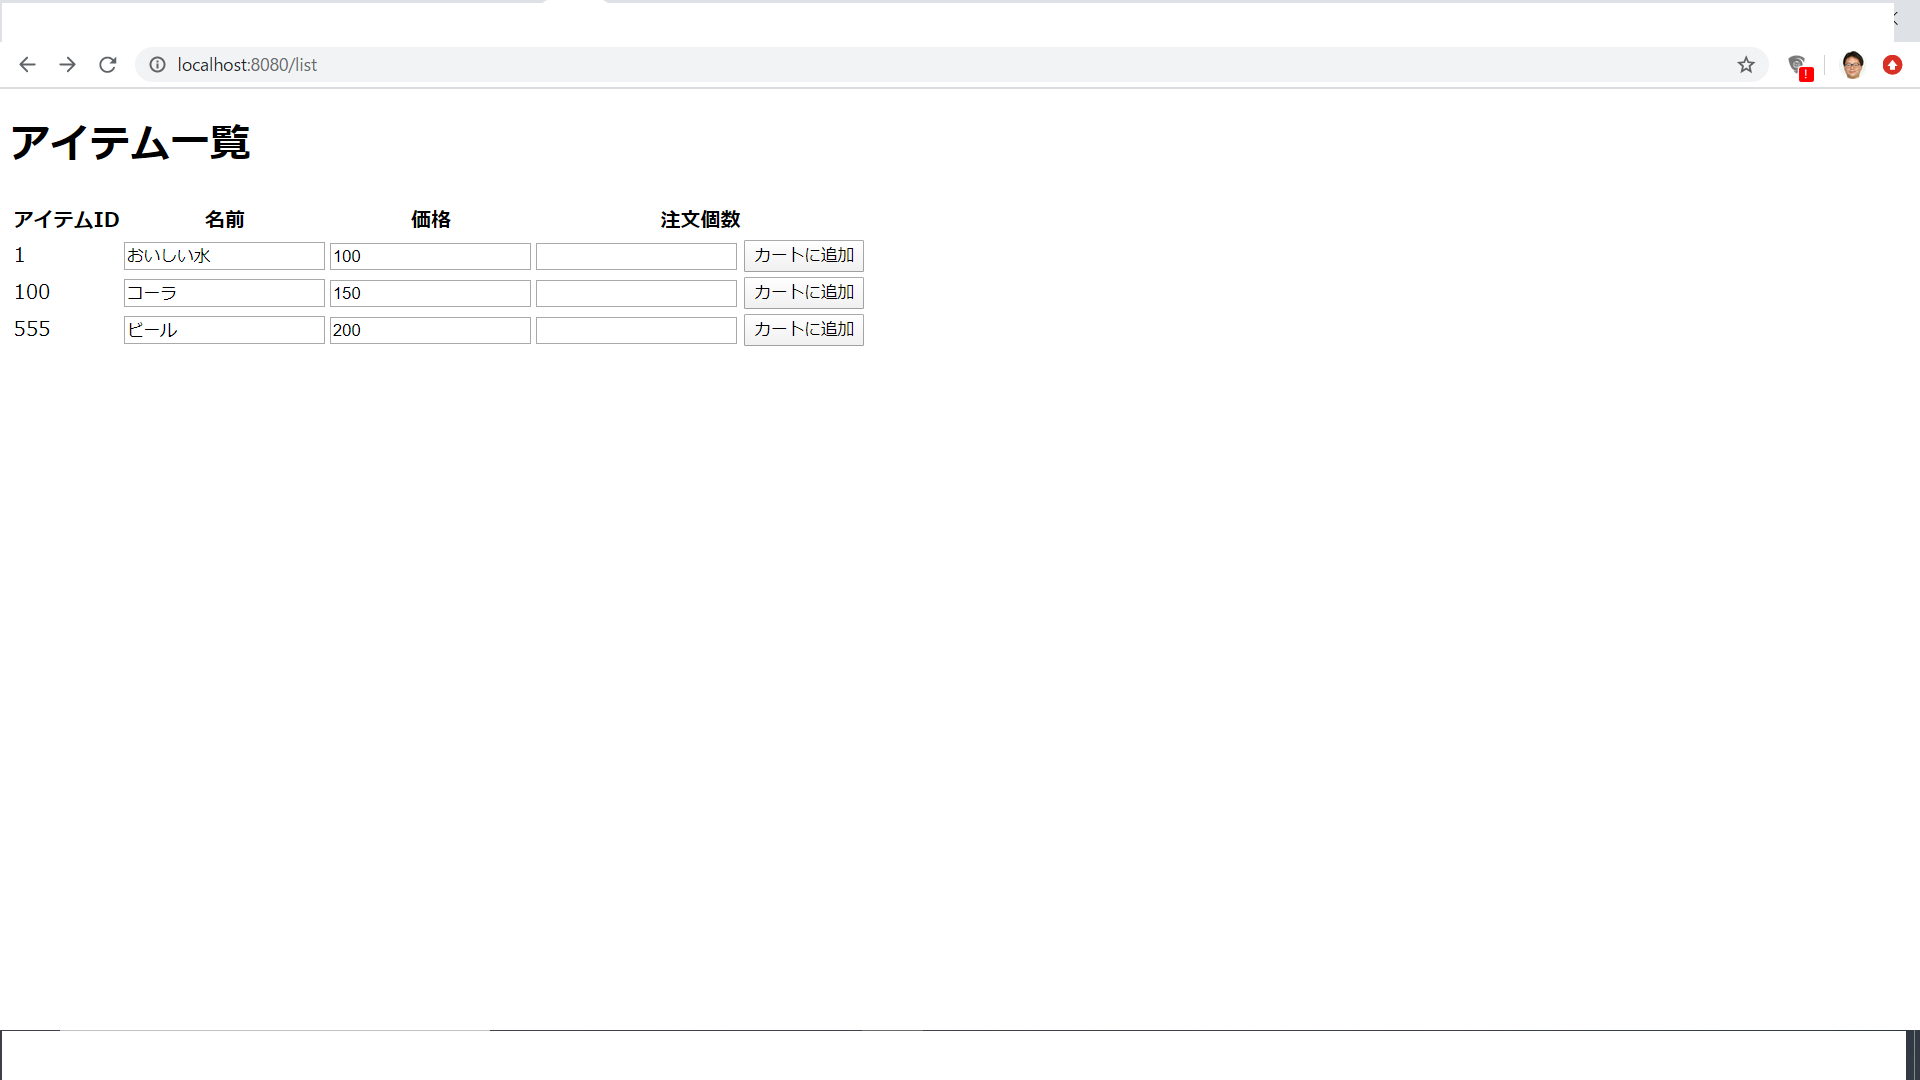 localhost:8080/list
アイテム一覧
アイテムID 名前 価格 注文個数
1 おいしい水 100 カートに追加
100 コーラ 150 カートに追加
555 ビール 200 カートに追加